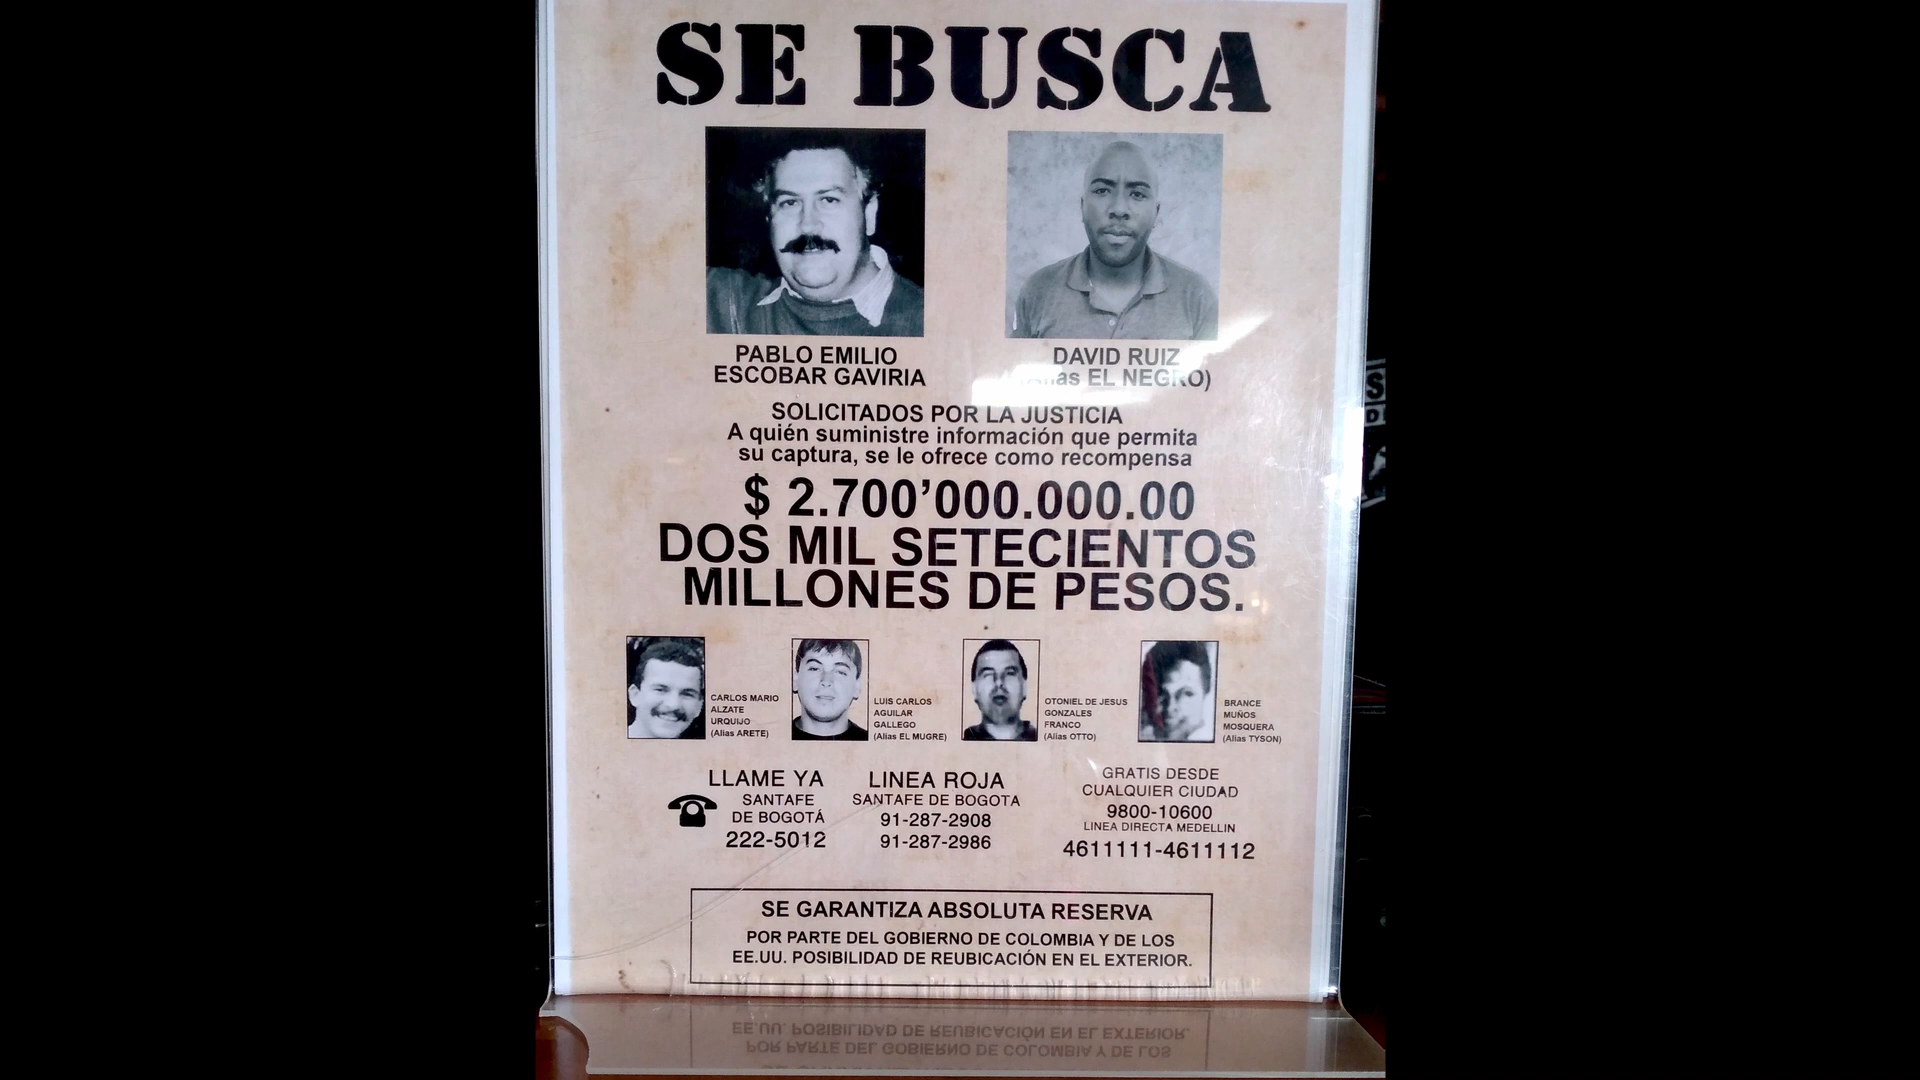 SE BUSCA
PABLO EMILIO
ESCOBAR GAVIRIA
DAVID RUIZ
(Alias EL NEGRO)
SOLICITADOS POR LA JUSTICIA
A quién suministre información que permita
su captura, se le ofrece como recompensa
$ 2.700’000.000.00
DOS MIL SETECIENTOS
MILLONES DE PESOS.
CARLOS MARIO
ALZATE
URQUIJO
(Alias ARETE)
LUIS CARLOS
AGUILAR
GALLEGO
(Alias EL MUGRE)
OTONIEL DE JESUS
GONZALES
FRANCO
(Alias OTTO)
BRANCE
MUÑOS
MOSQUERA
(Alias TYSON)
LLAME YA
SANTAFE
DE BOGOTÁ
222-5012
LINEA ROJA
SANTAFE DE BOGOTA
91-287-2908
91-287-2986
GRATIS DESDE
CUALQUIER CIUDAD
9800-10600
LINEA DIRECTA MEDELLIN
4611111-4611112
SE GARANTIZA ABSOLUTA RESERVA
POR PARTE DEL GOBIERNO DE COLOMBIA Y DE LOS
EE.UU. POSIBILIDAD DE REUBICACIÓN EN EL EXTERIOR.